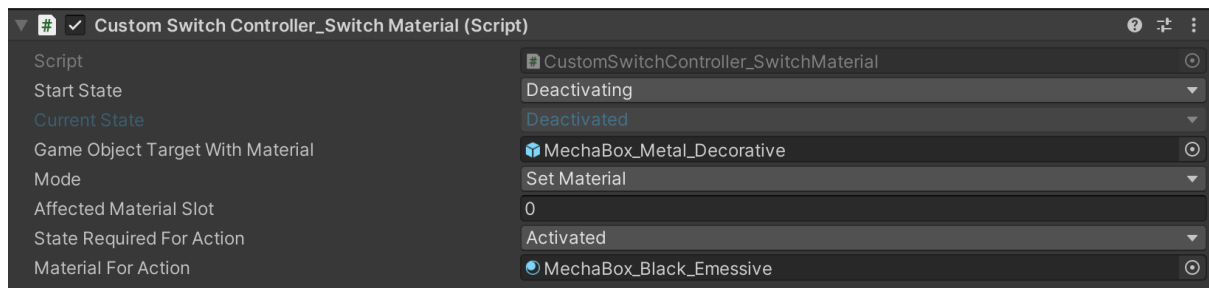 # Custom Switch Controller_Switch Material (Script)
Script # CustomSwitchController_SwitchMaterial
Start State Deactivating
Current State Deactivated
Game Object Target With Material MechaBox_Metal_Decorative
Mode Set Material
Affected Material Slot 0
State Required For Action Activated
Material For Action MechaBox_Black_Emessive